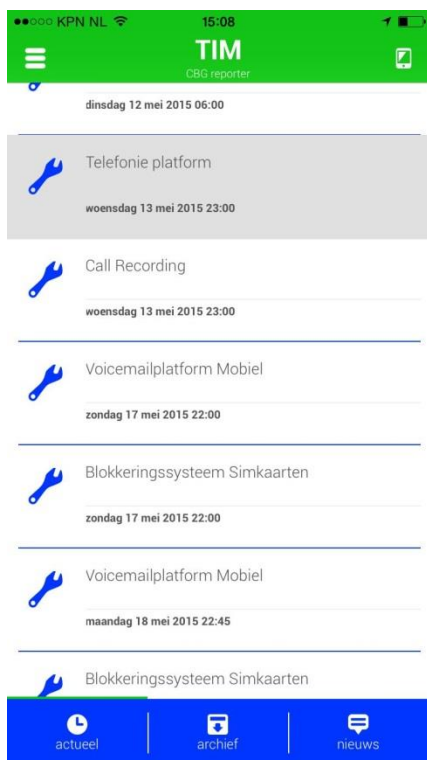 KPN NL 15:08
TIM
CBG reporter
dinsdag 12 mei 2015 06:00
Telefonie platform
woensdag 13 mei 2015 23:00
Call Recording
woensdag 13 mei 2015 23:00
Voicemailplatform Mobiel
zondag 17 mei 2015 22:00
Blokkeringssysteem Simkaarten
zondag 17 mei 2015 22:00
Voicemailplatform Mobiel
maandag 18 mei 2015 22:45
Blokkeringssysteem Simkaarten
actueel archief nieuws